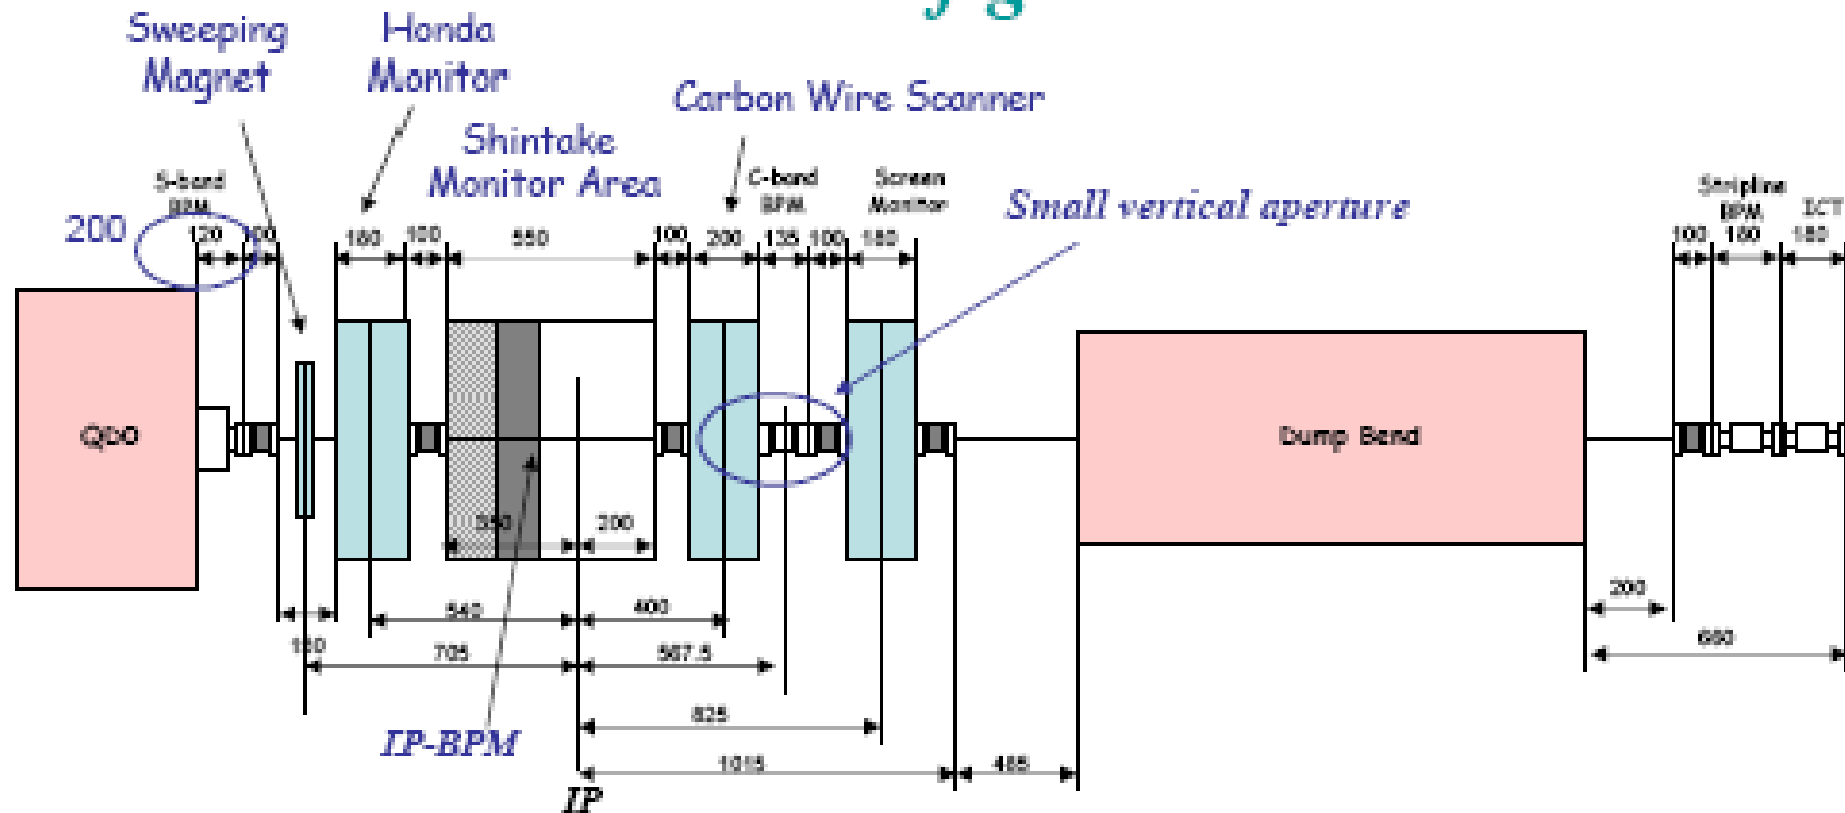 Sweeping
Magnet
Honda
Monitor
Carbon Wire Scanner
Shintake
Monitor Area
S-band
BPM
C-band
BPM
Screen
Monitor
Small vertical aperture
Stripline
BPM
ICT
200
120
100
180
100
550
100
200
135
100
180
100
180
180
QD0
Dump Bend
350
200
540
400
200
705
567.5
660
825
IP-BPM
1015
485
IP